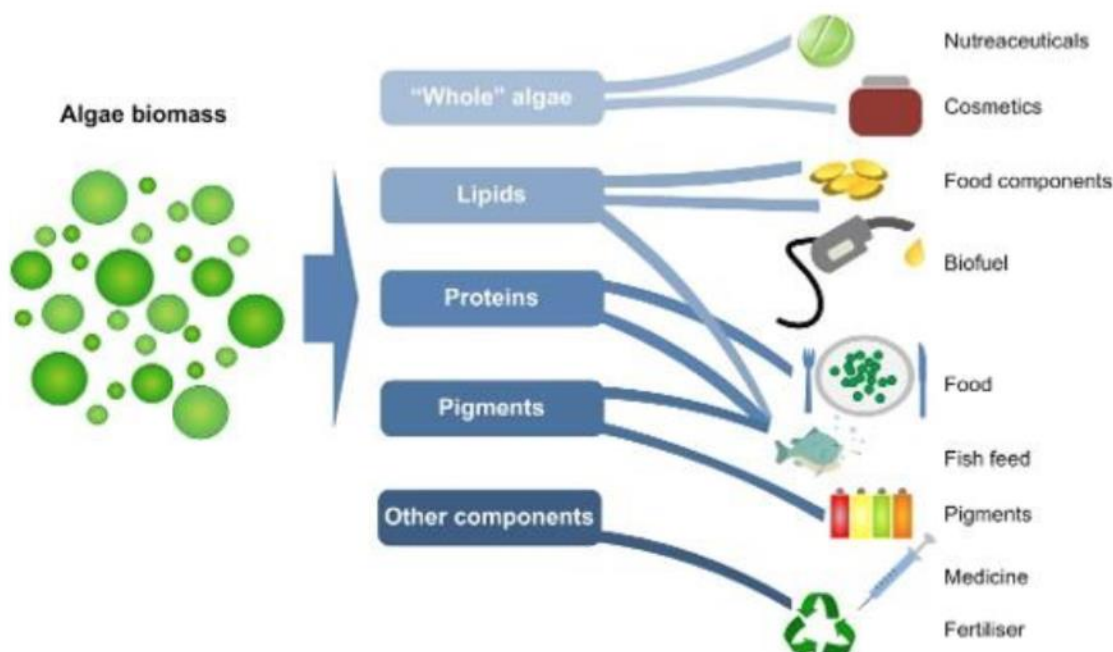 Algae biomass
"Whole" algae
Lipids
Proteins
Pigments
Other components
Nutreaceuticals
Cosmetics
Food components
Biofuel
Food
Fish feed
Pigments
Medicine
Fertiliser